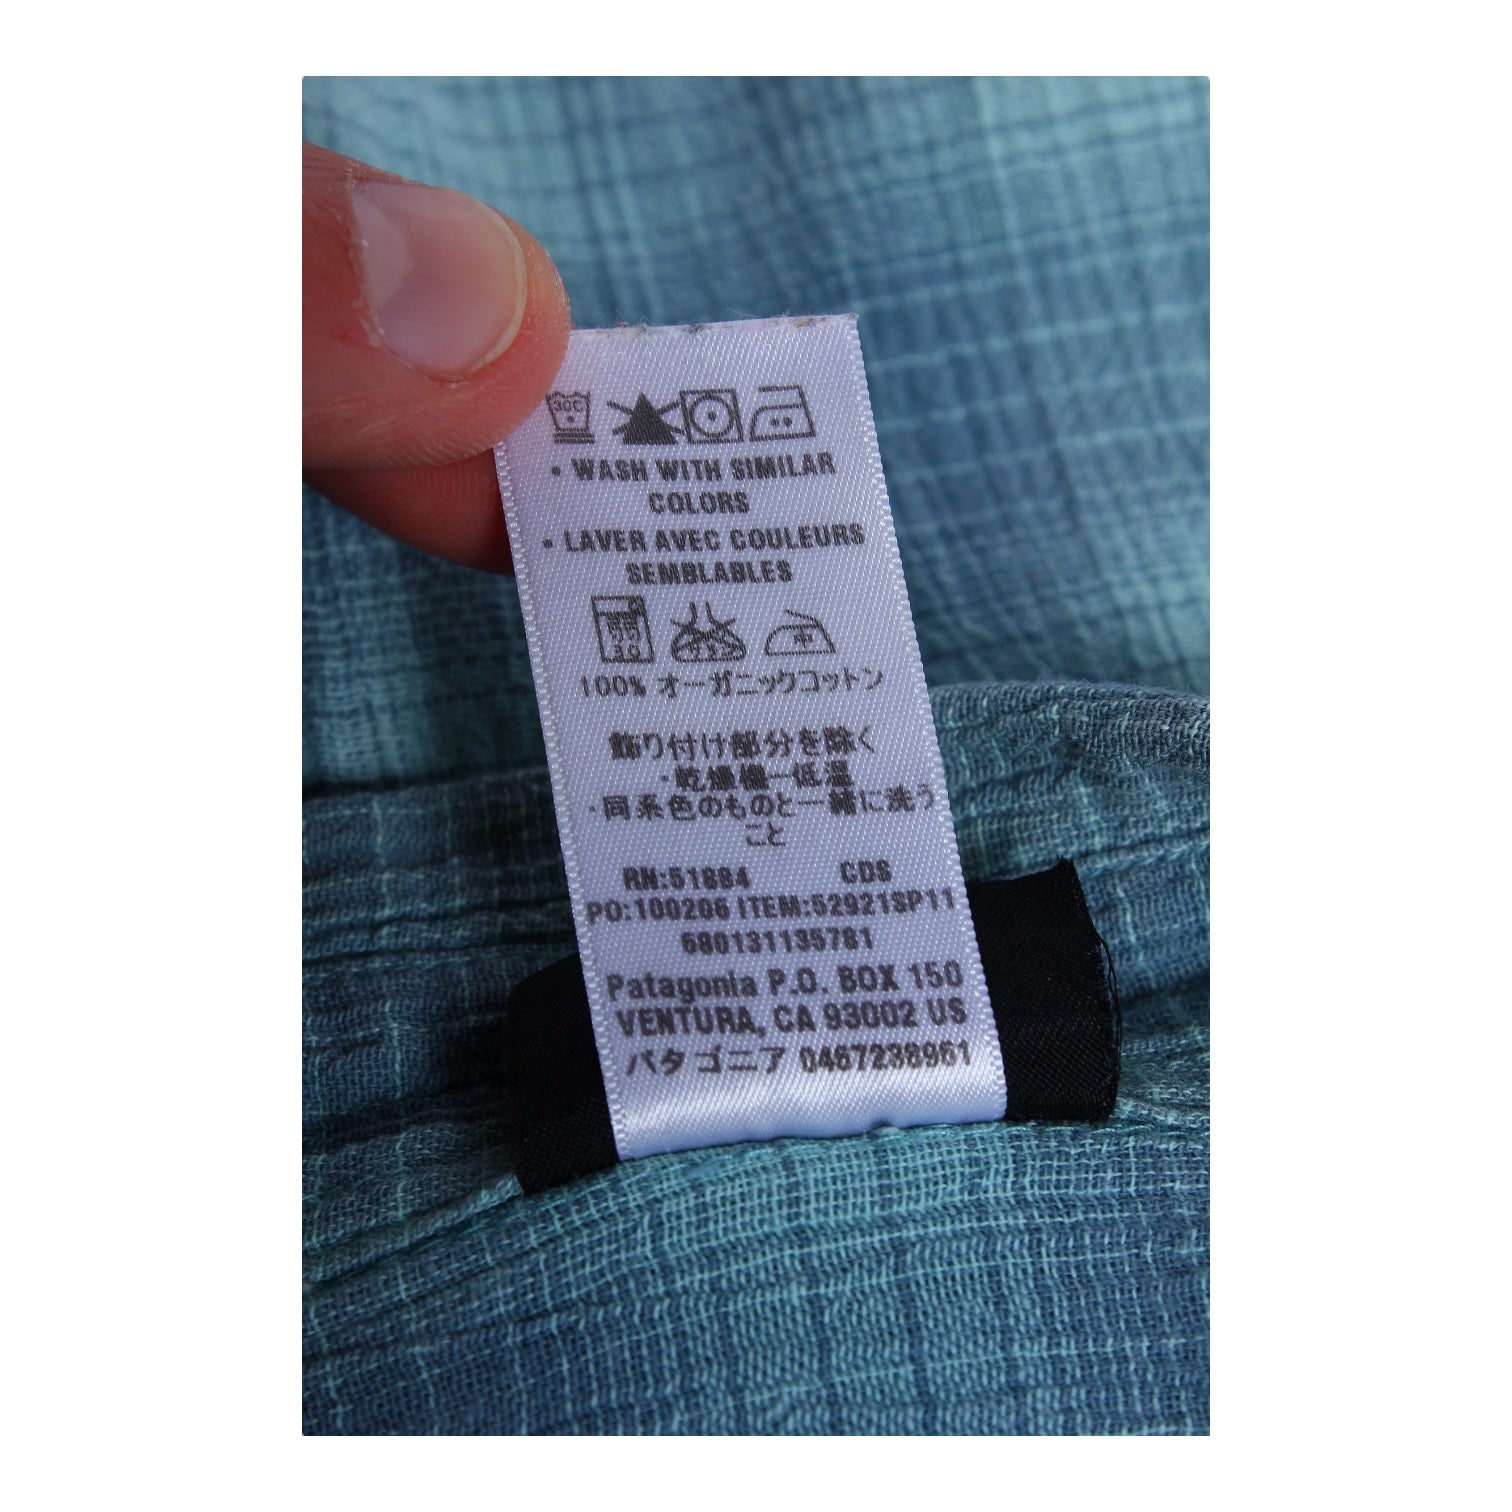 30C
• WASH WITH SIMILAR
COLORS
• LAVER AVEC COULEURS
SEMBLABLES
30
中
100% オーガニックコットン
飾り付け部分を除く
・乾燥機ー低温
・同系色のものと一緒に洗う
こと
RN:51884 CDS
PO:100206 ITEM:52921SP11
680131135781
Patagonia P.O. BOX 150
VENTURA, CA 93002 US
パタゴニア 0467238961